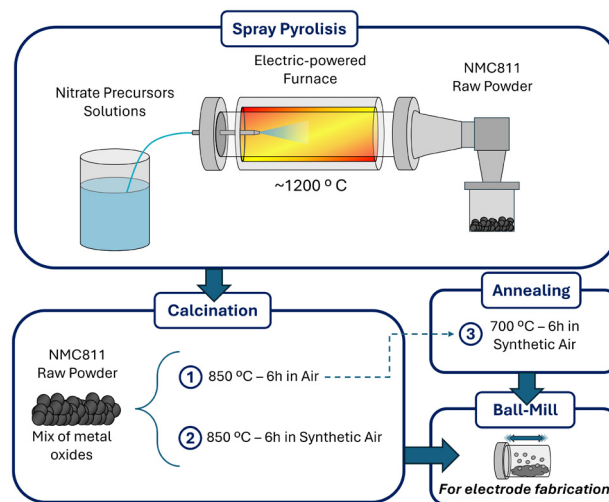 Spray Pyrolisis
Electric-powered
Furnace
Nitrate Precursors
Solutions
NMC811
Raw Powder
~1200 º C
Calcination
NMC811
Raw Powder
Mix of metal
oxides
1 850 ºC – 6h in Air
2 850 ºC – 6h in Synthetic Air
Annealing
3 700 ºC – 6h in
Synthetic Air
Ball-Mill
For electrode fabrication